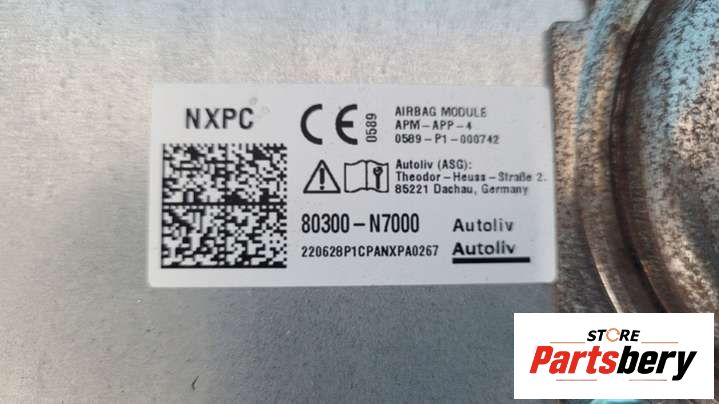 NXPC
CE
0589
AIRBAG MODULE
APM-APP-4
0589-P1-000742
Autoliv (ASG):
Theodor-Heuss-Straße 2.
85221 Dachau, Germany
80300-N7000
Autoliv
220628P1CPANXPA0267
Autoliv
STORE
Partsbery